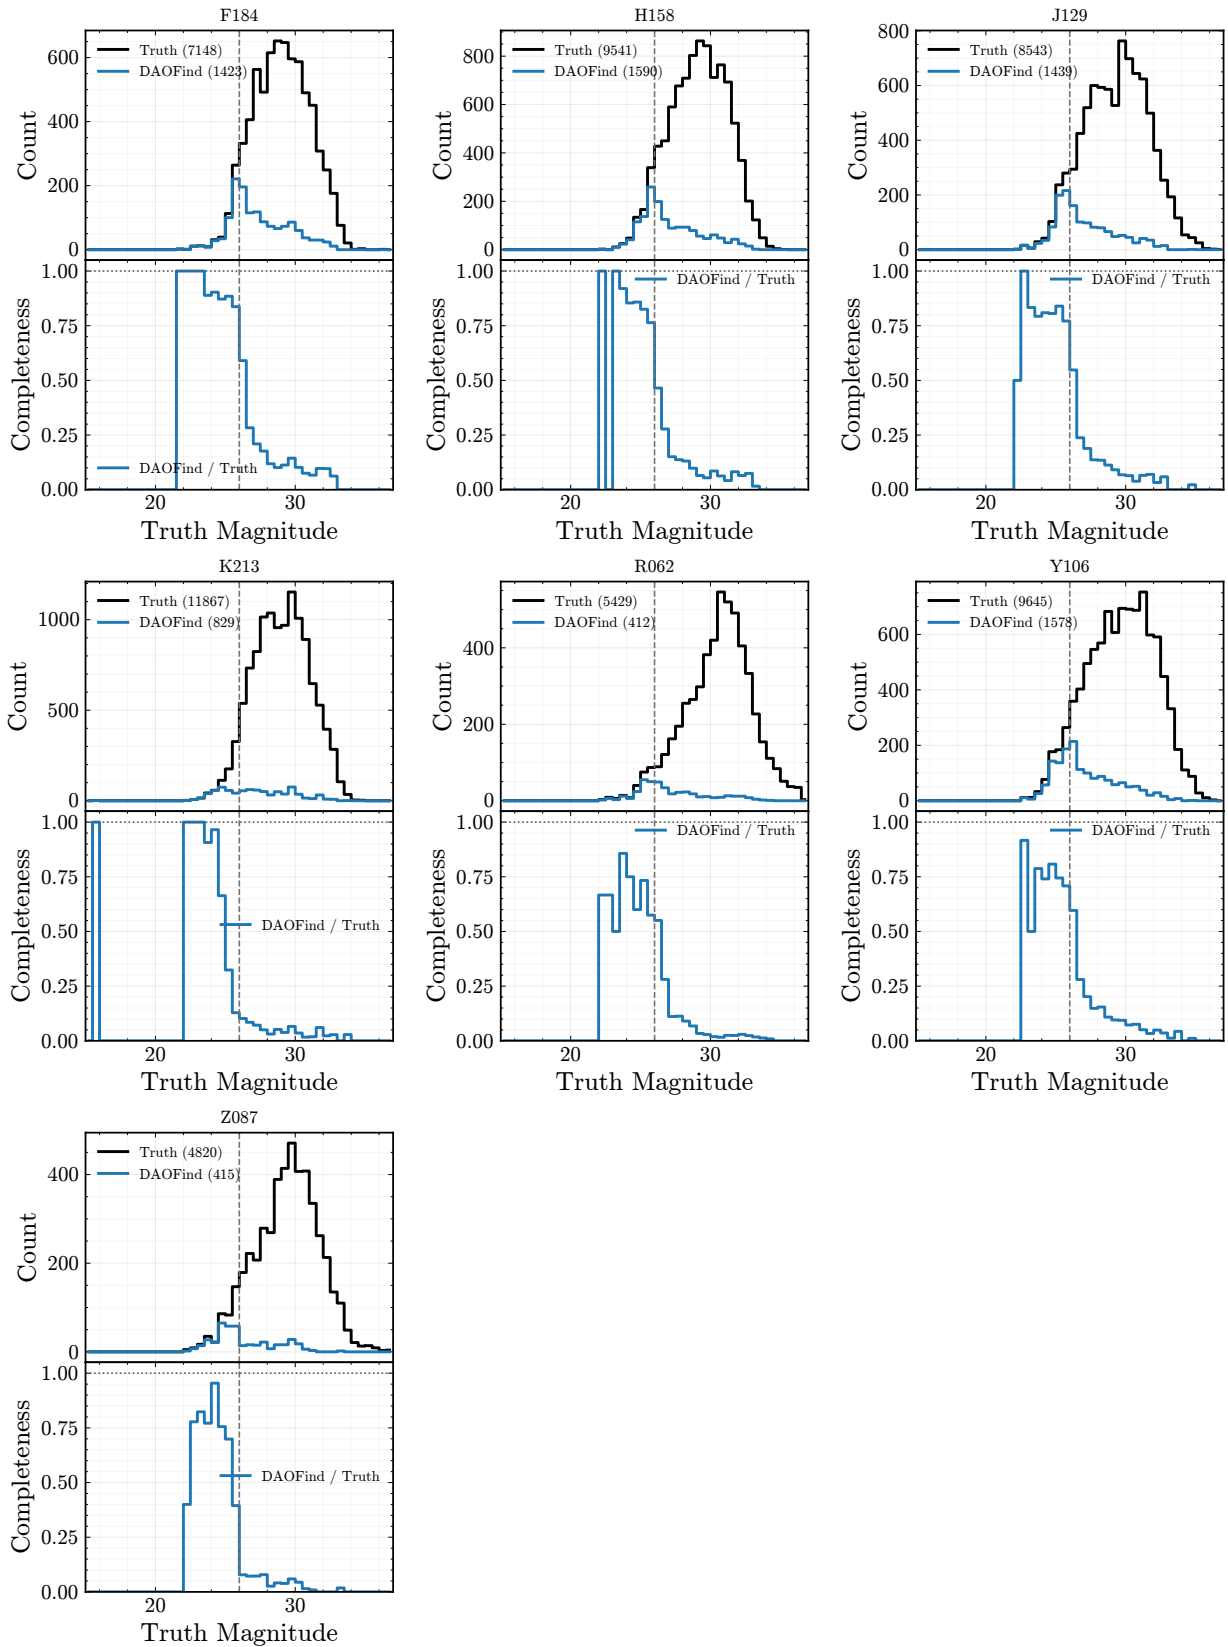 F184
Truth (7148)
DAOFind (1423)
600
400
200
0
Count
1.00
0.75
0.50
0.25
0.00
Completeness
DAOFind / Truth
20
30
Truth Magnitude
H158
Truth (9541)
DAOFind (1590)
800
600
400
200
0
Count
1.00
0.75
0.50
0.25
0.00
Completeness
DAOFind / Truth
20
30
Truth Magnitude
J129
Truth (8543)
DAOFind (1439)
800
600
400
200
0
Count
1.00
0.75
0.50
0.25
0.00
Completeness
DAOFind / Truth
20
30
Truth Magnitude
K213
Truth (11867)
DAOFind (829)
1000
500
0
Count
1.00
0.75
0.50
0.25
0.00
Completeness
DAOFind / Truth
20
30
Truth Magnitude
R062
Truth (5429)
DAOFind (412)
400
200
0
Count
1.00
0.75
0.50
0.25
0.00
Completeness
DAOFind / Truth
20
30
Truth Magnitude
Y106
Truth (9645)
DAOFind (1578)
600
400
200
0
Count
1.00
0.75
0.50
0.25
0.00
Completeness
DAOFind / Truth
20
30
Truth Magnitude
Z087
Truth (4820)
DAOFind (415)
400
200
0
Count
1.00
0.75
0.50
0.25
0.00
Completeness
DAOFind / Truth
20
30
Truth Magnitude